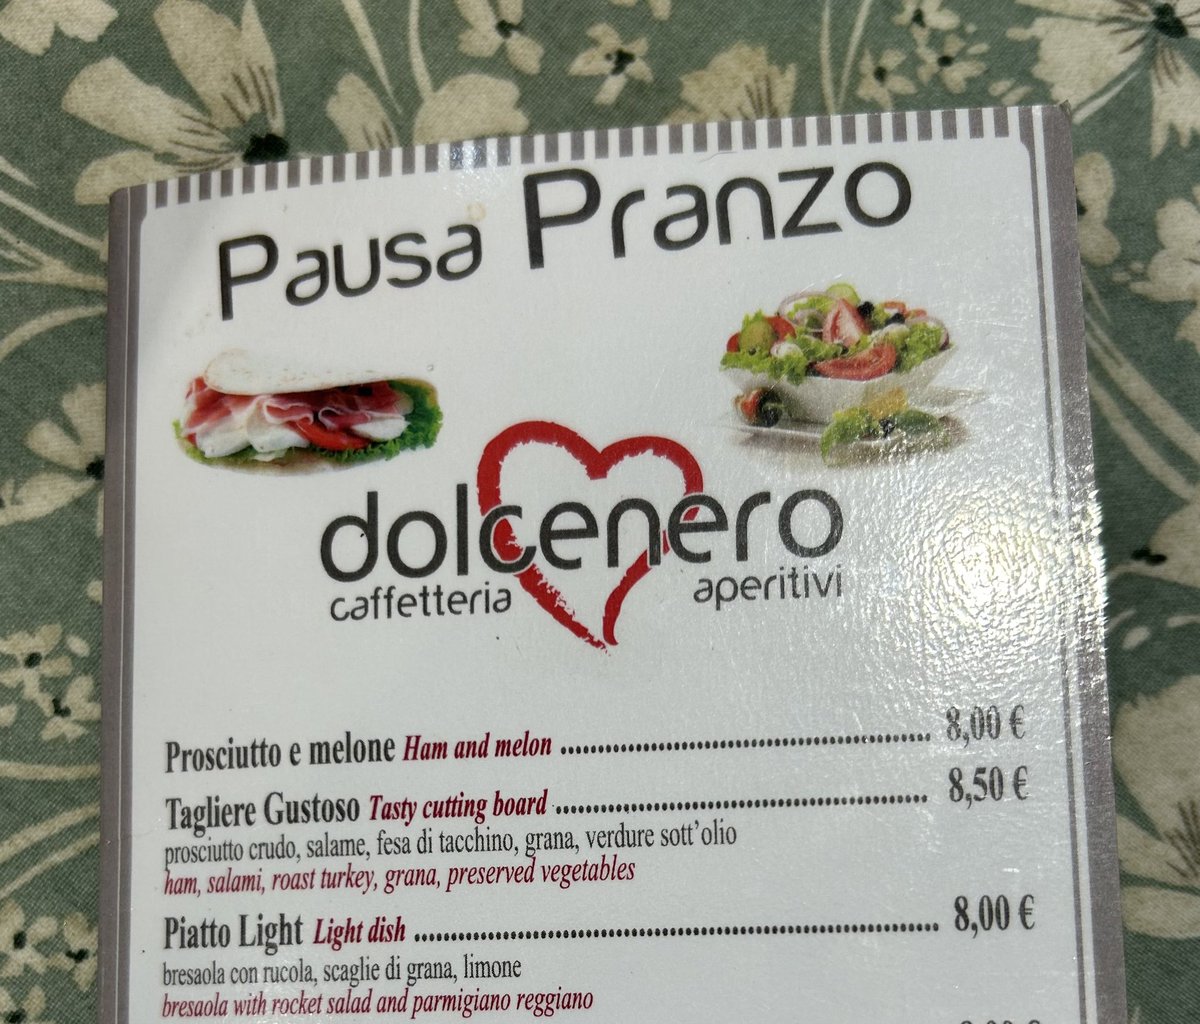 Pausa Pranzo
dolcenero
caffetteria aperitivi
Prosciutto e melone Ham and melon ........................................ 8,00 €
Tagliere Gustoso Tasty cutting board ........................................ 8,50 €
prosciutto crudo, salame, fesa di tacchino, grana, verdure sott'olio
ham, salami, roast turkey, grana, preserved vegetables
Piatto Light Light dish ........................................ 8,00 €
bresaola con rucola, scaglie di grana, limone
bresaola with rocket salad and parmigiano reggiano